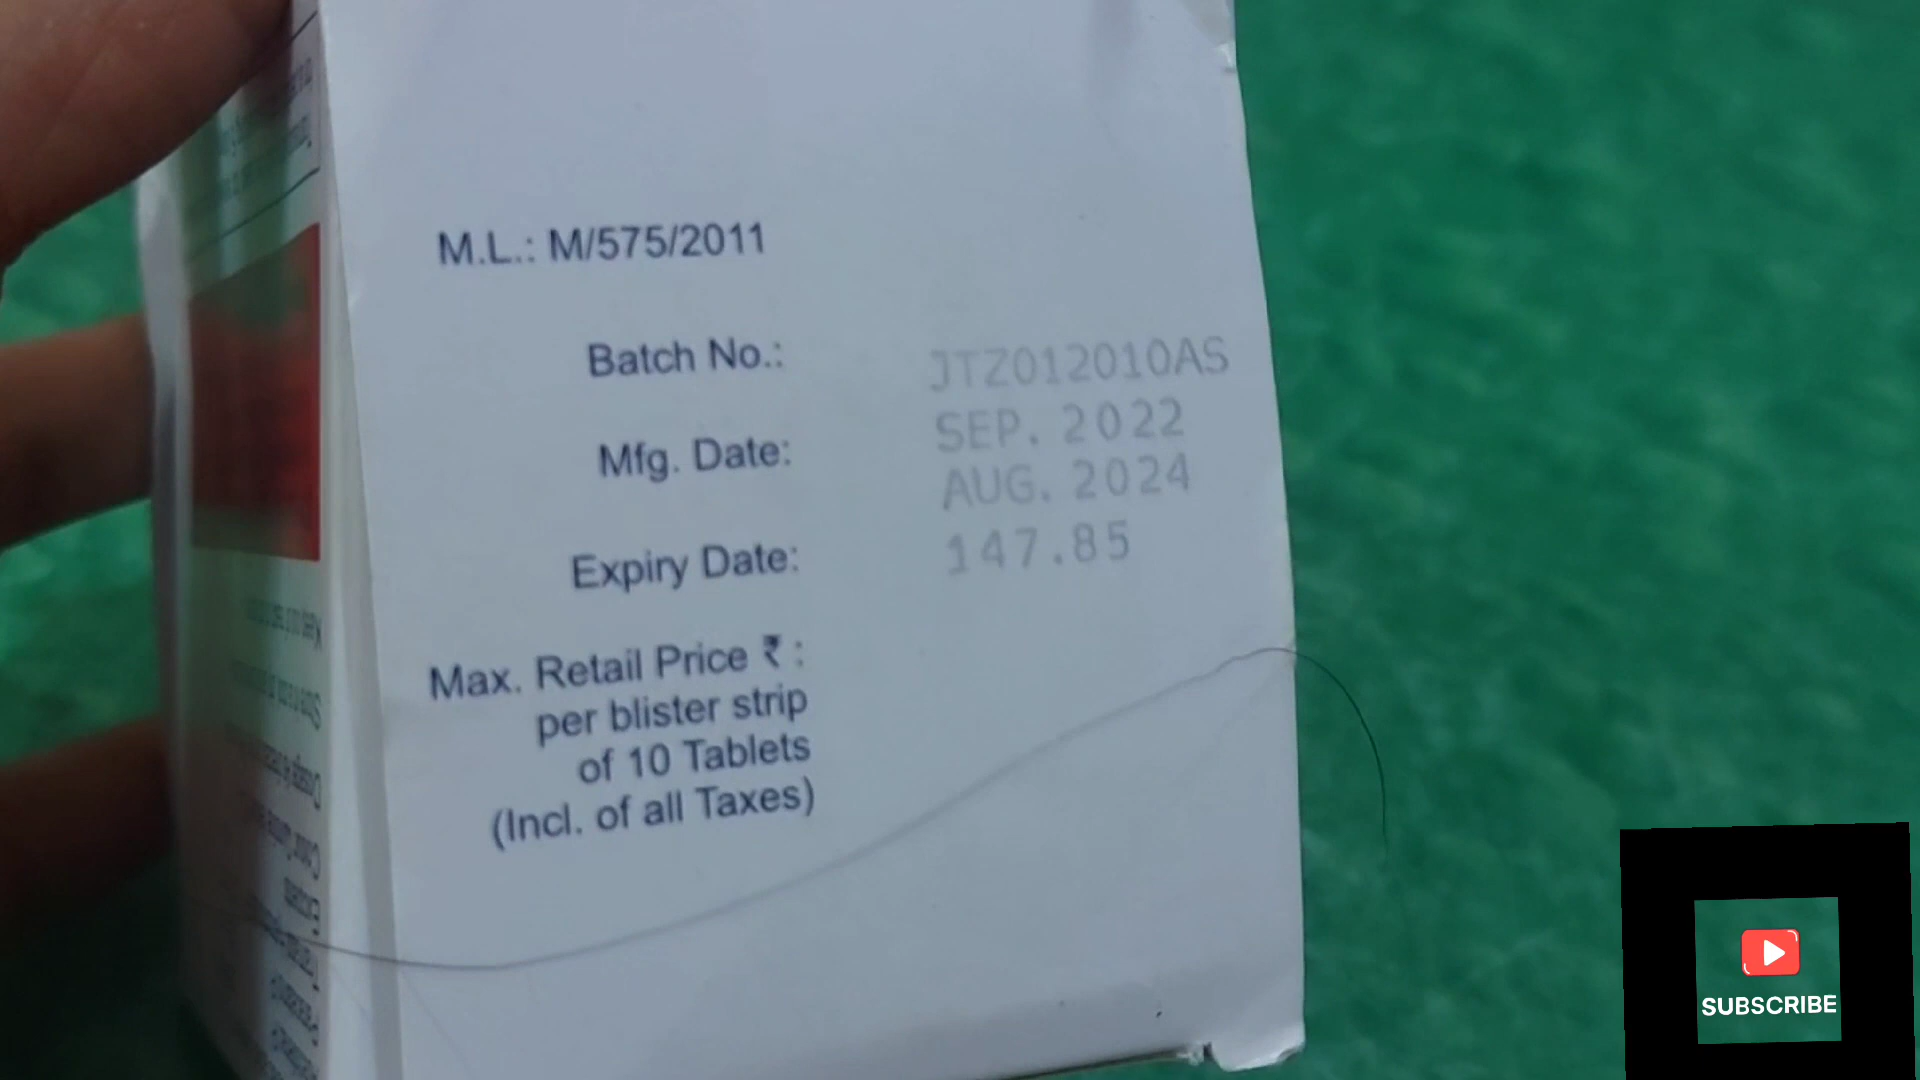 M.L.: M/575/2011
Batch No.: JTZ012010AS
Mfg. Date: SEP. 2022
Expiry Date: AUG. 2024
Max. Retail Price ₹ : 147.85
per blister strip
of 10 Tablets
(Incl. of all Taxes)
SUBSCRIBE